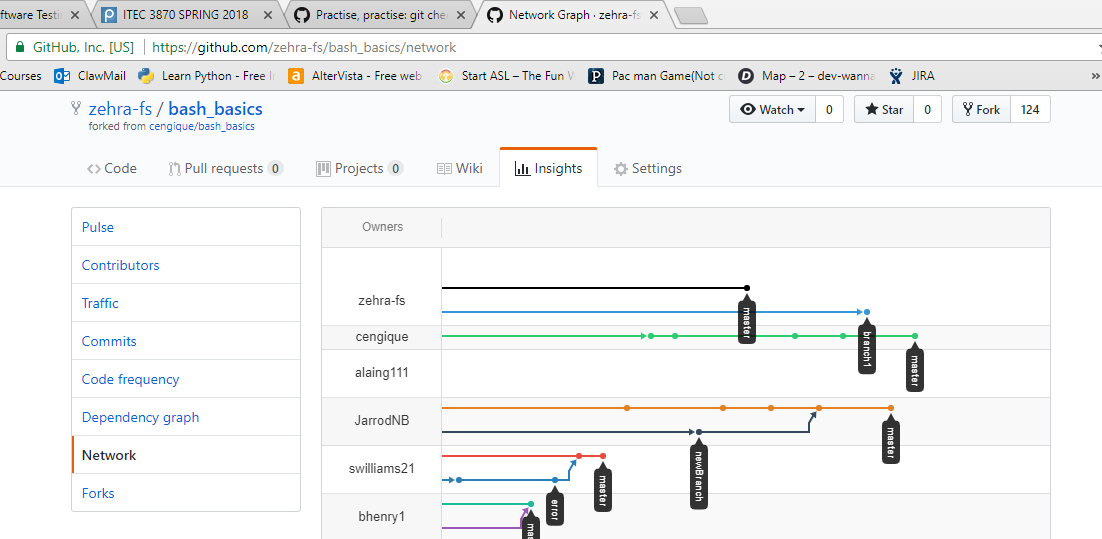 ftware Testin
ITEC 3870 SPRING 2018
Practise, practise: git che
Network Graph · zehra-fs
GitHub, Inc. [US]
https://github.com/zehra-fs/bash_basics/network
Courses
ClawMail
Learn Python - Free I
AlterVista - Free web
Start ASL – The Fun W
Pac man Game(Not c
Map – 2 – dev-wanna
JIRA
»
zehra-fs / bash_basics
forked from cengique/bash_basics
Watch 0
Star 0
Fork 124
Code
Pull requests 0
Projects 0
Wiki
Insights
Settings
Pulse
Contributors
Traffic
Commits
Code frequency
Dependency graph
Network
Forks
Owners
zehra-fs
master
branch1
cengique
master
alaing111
JarrodNB
master
newBranch
swilliams21
master
error
bhenry1
mas